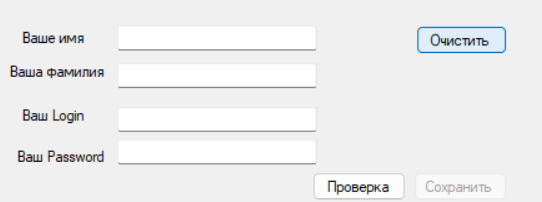 Ваше имя
Очистить
Ваша фамилия
Ваш Login
Ваш Password
Проверка
Сохранить